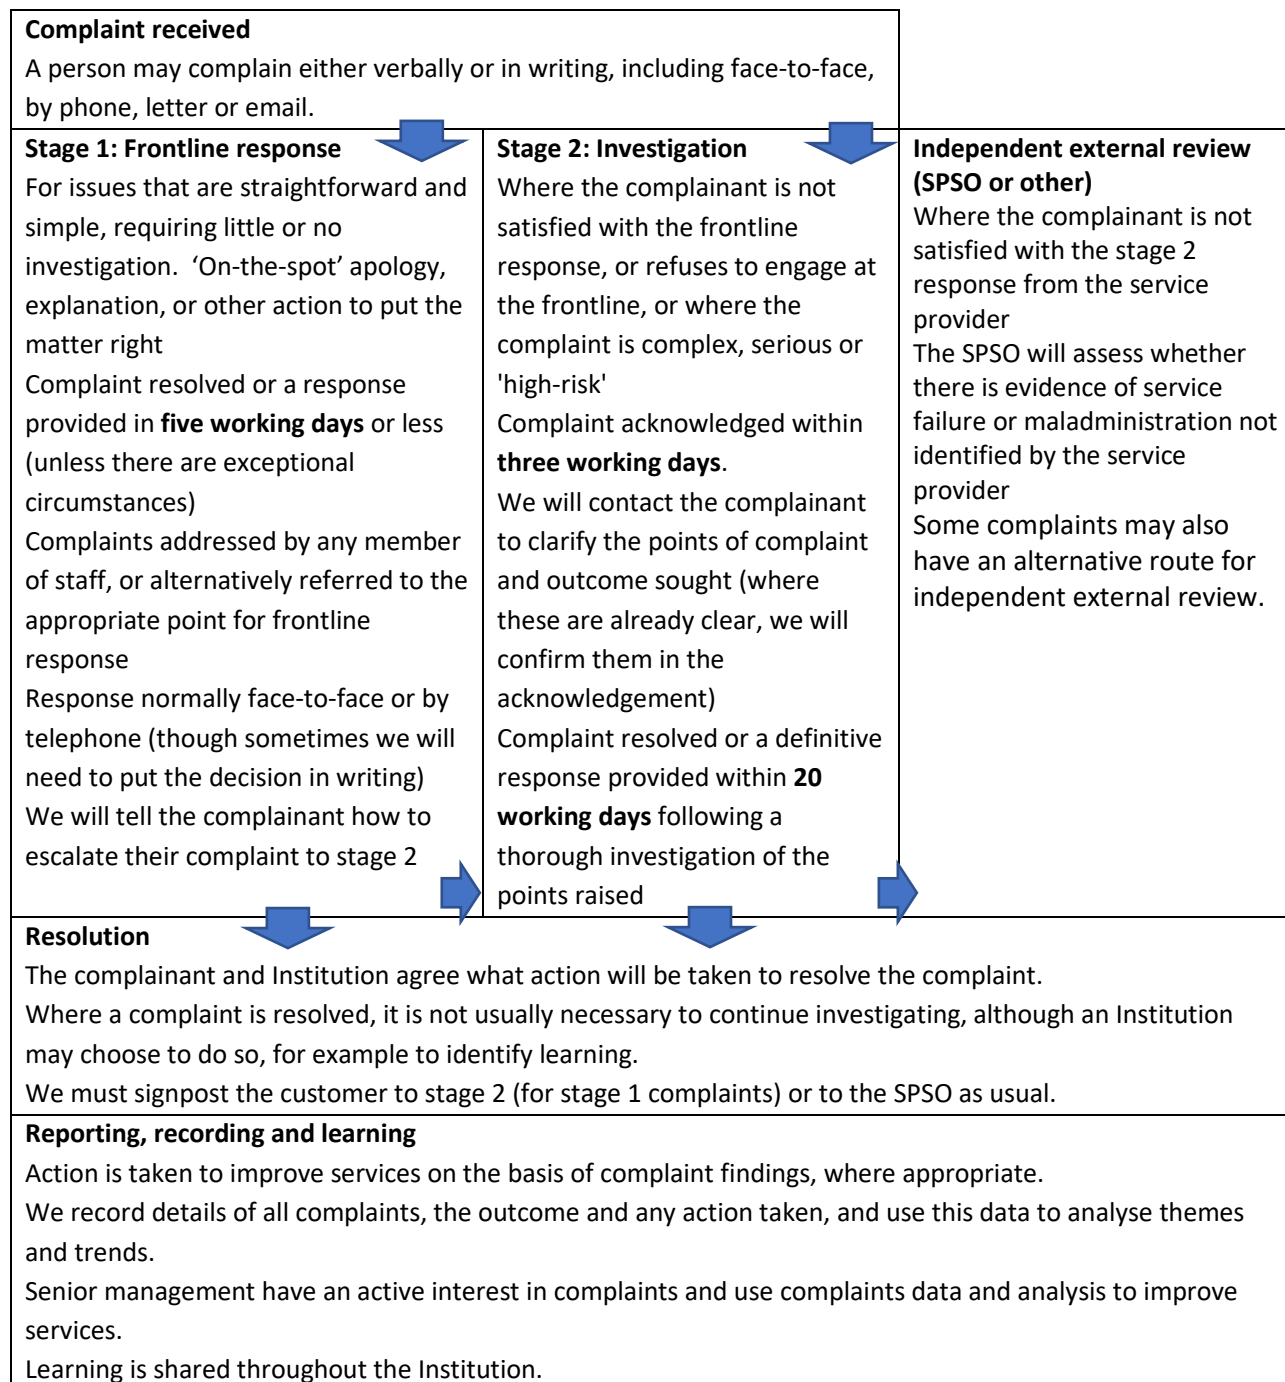 Complaint received
A person may complain either verbally or in writing, including face-to-face,
by phone, letter or email.
Stage 1: Frontline response
For issues that are straightforward and
simple, requiring little or no
investigation.  ‘On-the-spot’ apology,
explanation, or other action to put the
matter right
Complaint resolved or a response
provided in five working days or less
(unless there are exceptional
circumstances)
Complaints addressed by any member
of staff, or alternatively referred to the
appropriate point for frontline
response
Response normally face-to-face or by
telephone (though sometimes we will
need to put the decision in writing)
We will tell the complainant how to
escalate their complaint to stage 2
Stage 2: Investigation
Where the complainant is not
satisfied with the frontline
response, or refuses to engage at
the frontline, or where the
complaint is complex, serious or
'high-risk'
Complaint acknowledged within
three working days.
We will contact the complainant
to clarify the points of complaint
and outcome sought (where
these are already clear, we will
confirm them in the
acknowledgement)
Complaint resolved or a definitive
response provided within 20
working days following a
thorough investigation of the
points raised
Independent external review
(SPSO or other)
Where the complainant is not
satisfied with the stage 2
response from the service
provider
The SPSO will assess whether
there is evidence of service
failure or maladministration not
identified by the service
provider
Some complaints may also
have an alternative route for
independent external review.
Resolution
The complainant and Institution agree what action will be taken to resolve the complaint.
Where a complaint is resolved, it is not usually necessary to continue investigating, although an Institution
may choose to do so, for example to identify learning.
We must signpost the customer to stage 2 (for stage 1 complaints) or to the SPSO as usual.
Reporting, recording and learning
Action is taken to improve services on the basis of complaint findings, where appropriate.
We record details of all complaints, the outcome and any action taken, and use this data to analyse themes
and trends.
Senior management have an active interest in complaints and use complaints data and analysis to improve
services.
Learning is shared throughout the Institution.